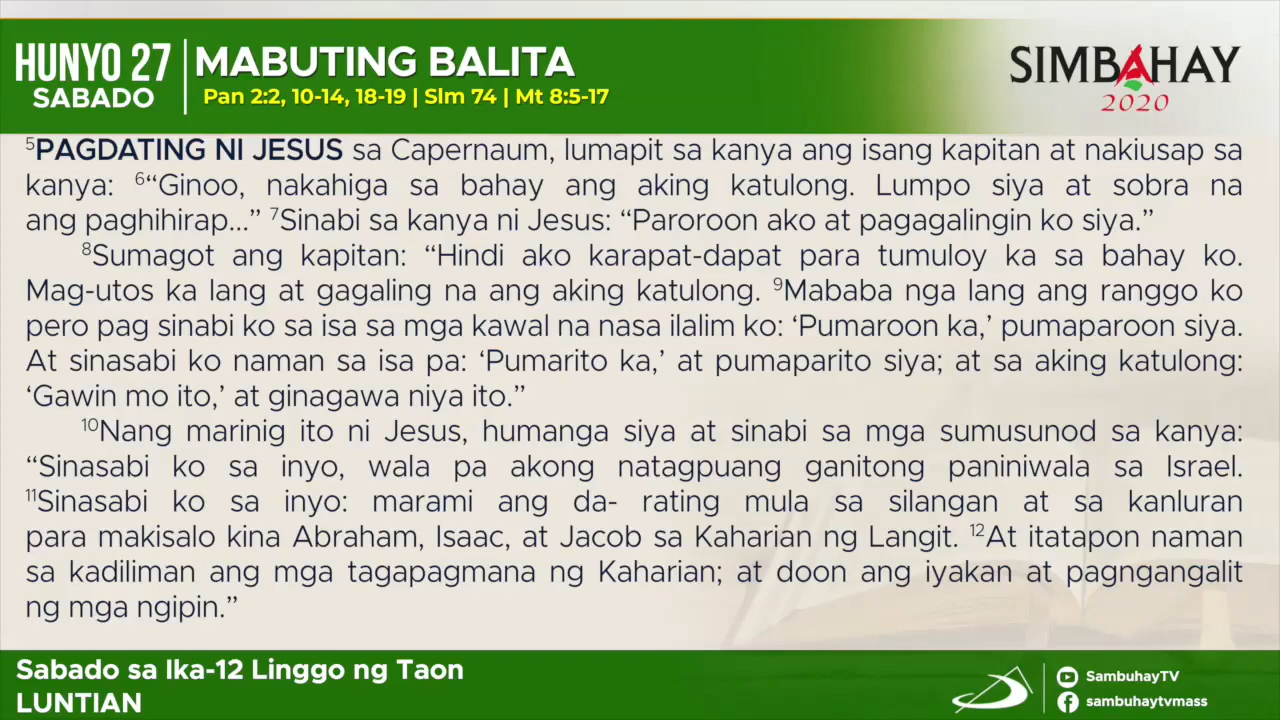 HUNYO 27
SABADO
MABUTING BALITA
Pan 2:2, 10-14, 18-19 | Slm 74 | Mt 8:5-17
SIMBAHAY
2020
5PAGDATING NI JESUS sa Capernaum, lumapit sa kanya ang isang kapitan at nakiusap sa
kanya: 6“Ginoo, nakahiga sa bahay ang aking katulong. Lumpo siya at sobra na
ang paghihirap...” 7Sinabi sa kanya ni Jesus: “Paroroon ako at pagagalingin ko siya.”
8Sumagot ang kapitan: “Hindi ako karapat-dapat para tumuloy ka sa bahay ko.
Mag-utos ka lang at gagaling na ang aking katulong. 9Mababa nga lang ang ranggo ko
pero pag sinabi ko sa isa sa mga kawal na nasa ilalim ko: ‘Pumaroon ka,’ pumaparoon siya.
At sinasabi ko naman sa isa pa: ‘Pumarito ka,’ at pumaparito siya; at sa aking katulong:
‘Gawin mo ito,’ at ginagawa niya ito.”
10Nang marinig ito ni Jesus, humanga siya at sinabi sa mga sumusunod sa kanya:
“Sinasabi ko sa inyo, wala pa akong natagpuang ganitong paniniwala sa Israel.
11Sinasabi ko sa inyo: marami ang da- rating mula sa silangan at sa kanluran
para makisalo kina Abraham, Isaac, at Jacob sa Kaharian ng Langit. 12At itatapon naman
sa kadiliman ang mga tagapagmana ng Kaharian; at doon ang iyakan at pagngangalit
ng mga ngipin.”
Sabado sa Ika-12 Linggo ng Taon
LUNTIAN
SambuhayTV
sambuhaytvmass